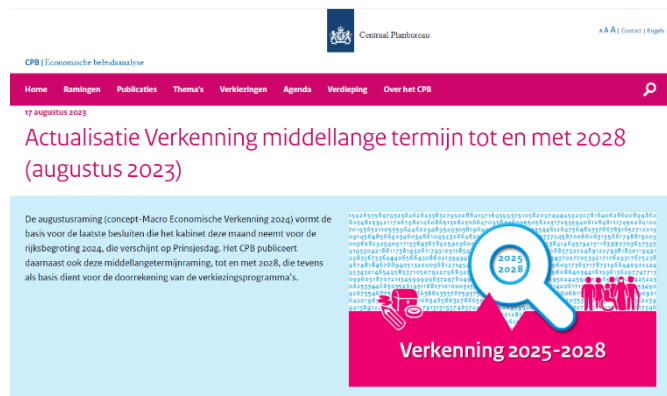 Centraal Planbureau
A A A | Contact | Engels
CPB | Economische beleidsanalyse
Home Ramingen Publicaties Thema's Verkiezingen Agenda Verdieping Over het CPB
17 augustus 2023
Actualisatie Verkenning middellange termijn tot en met 2028
(augustus 2023)
De augustusraming (concept-Macro Economische Verkenning 2024) vormt de
basis voor de laatste besluiten die het kabinet deze maand neemt voor de
rijksbegroting 2024, die verschijnt op Prinsjesdag. Het CPB publiceert
daarnaast ook deze middellangetermijnraming, tot en met 2028, die tevens
als basis dient voor de doorrekening van de verkiezingsprogramma's.
2025
2028
Verkenning 2025-2028